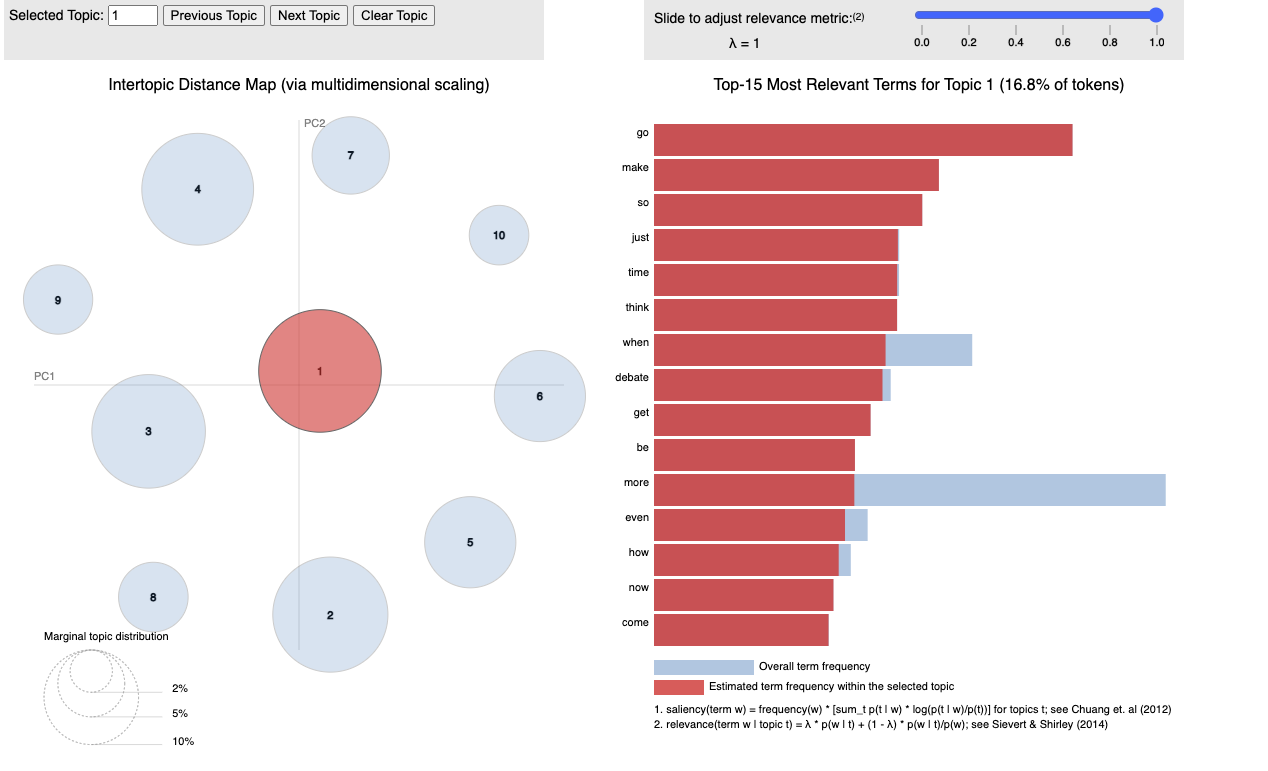 Selected Topic: 1 Previous Topic Next Topic Clear Topic
Slide to adjust relevance metric:(2)
λ = 1
0.0 0.2 0.4 0.6 0.8 1.0
Intertopic Distance Map (via multidimensional scaling)
PC2
PC1
7
4
10
9
1
6
3
5
8
2
Marginal topic distribution
2%
5%
10%
Top-15 Most Relevant Terms for Topic 1 (16.8% of tokens)
go
make
so
just
time
think
when
debate
get
be
more
even
how
now
come
Overall term frequency
Estimated term frequency within the selected topic
1. saliency(term w) = frequency(w) * [sum_t p(t | w) * log(p(t | w)/p(t))] for topics t; see Chuang et. al (2012)
2. relevance(term w | topic t) = λ * p(w | t) + (1 - λ) * p(w | t)/p(w); see Sievert & Shirley (2014)